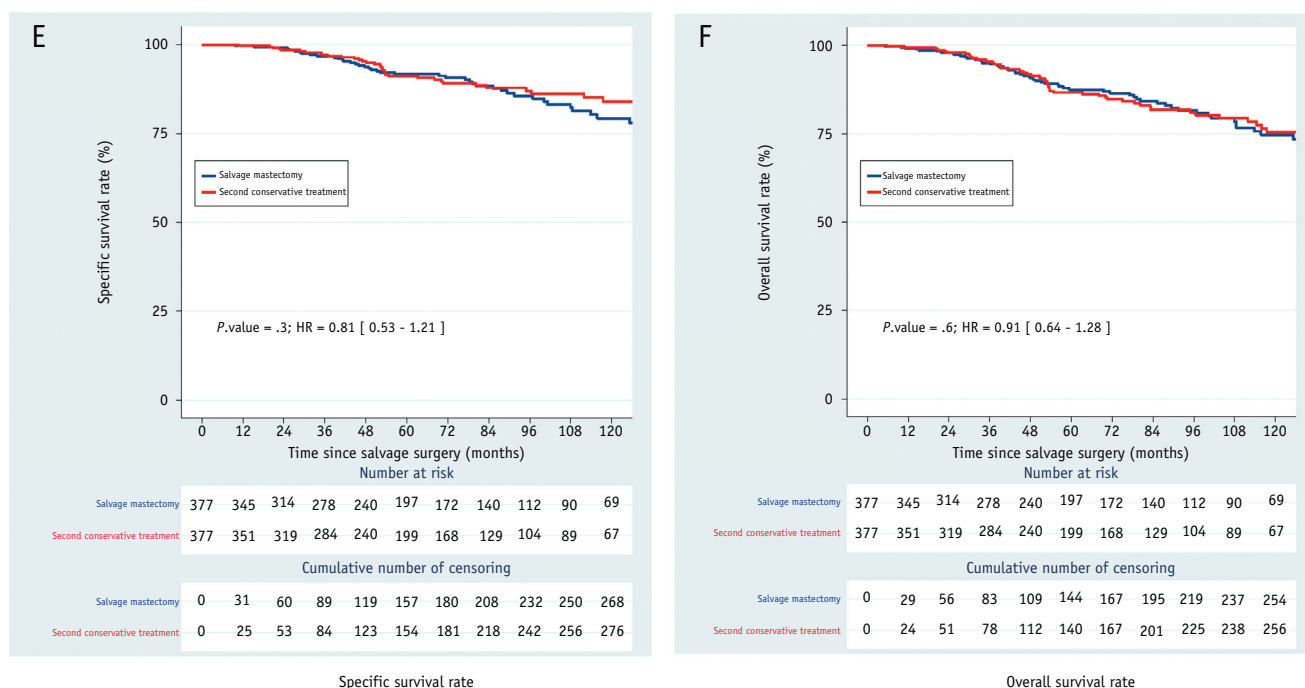 E
100
75
50
25
0
Specific survival rate (%)
Salvage mastectomy
Second conservative treatment
P.value = .3; HR = 0.81 [ 0.53 - 1.21 ]
0 12 24 36 48 60 72 84 96 108 120
Time since salvage surgery (months)
Number at risk
Salvage mastectomy 377 345 314 278 240 197 172 140 112 90 69
Second conservative treatment 377 351 319 284 240 199 168 129 104 89 67
Cumulative number of censoring
Salvage mastectomy 0 31 60 89 119 157 180 208 232 250 268
Second conservative treatment 0 25 53 84 123 154 181 218 242 256 276
Specific survival rate
F
100
75
50
25
0
Overall survival rate (%)
Salvage mastectomy
Second conservative treatment
P.value = .6; HR = 0.91 [ 0.64 - 1.28 ]
0 12 24 36 48 60 72 84 96 108 120
Time since salvage surgery (months)
Number at risk
Salvage mastectomy 377 345 314 278 240 197 172 140 112 90 69
Second conservative treatment 377 351 319 284 240 199 168 129 104 89 67
Cumulative number of censoring
Salvage mastectomy 0 29 56 83 109 144 167 195 219 237 254
Second conservative treatment 0 24 51 78 112 140 167 201 225 238 256
Overall survival rate